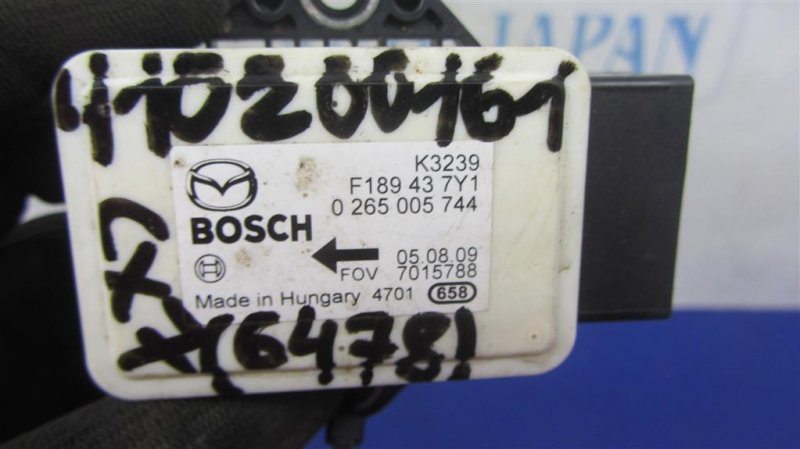 JAPAN
410200161
K3239
F189 43 7Y1
BOSCH
0 265 005 744
05.08.09
FOV 7015788
Made in Hungary 4701 658
CX
(6478)